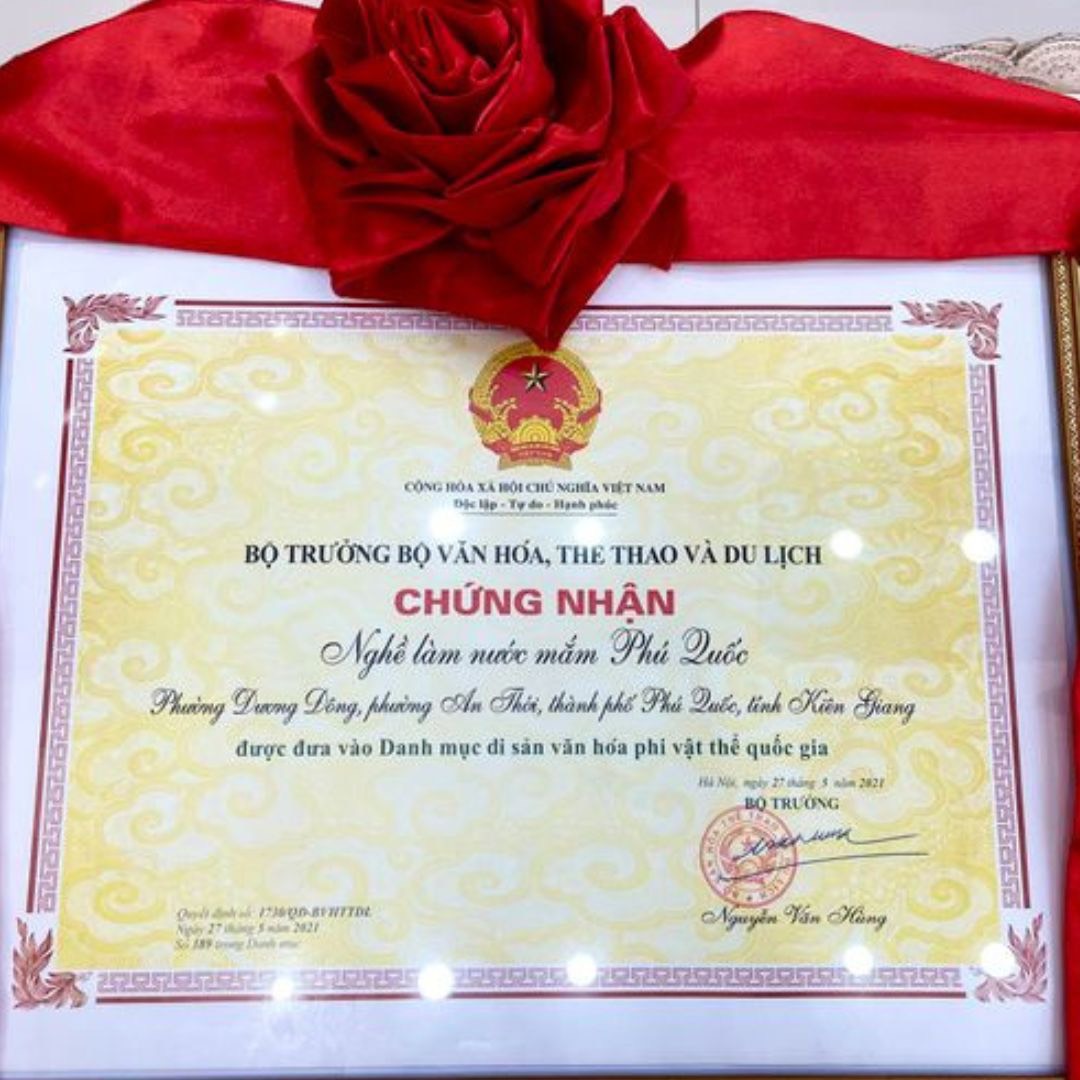 CỘNG HÒA XÃ HỘI CHỦ NGHĨA VIỆT NAM
Độc lập - Tự do - Hạnh phúc
BỘ TRƯỞNG BỘ VĂN HÓA, THỂ THAO VÀ DU LỊCH
CHỨNG NHẬN
Nghề làm nước mắm Phú Quốc
Phường Dương Đông, phường An Thới, thành phố Phú Quốc, tỉnh Kiên Giang
được đưa vào Danh mục di sản văn hóa phi vật thể quốc gia
Hà Nội, ngày 27 tháng 5 năm 2021
BỘ TRƯỞNG
Nguyễn Văn Hùng
Quyết định số: 1730/QĐ-BVHTTDL
Ngày 27 tháng 5 năm 2021
Số 189 trong Danh mục